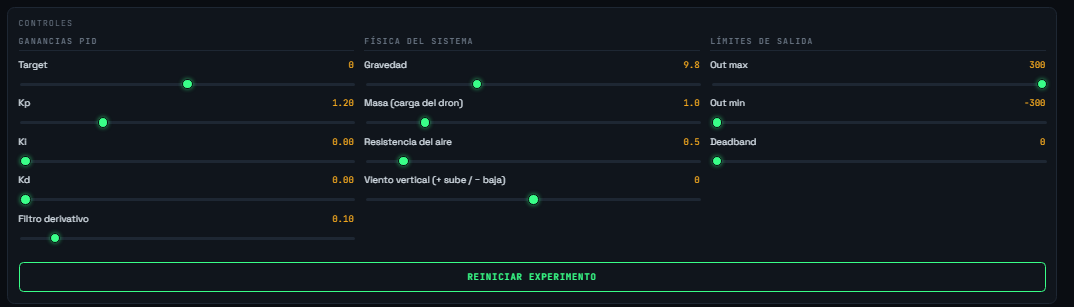 CONTROLES
GANANCIAS PID
Target 0
Kp 1.20
Ki 0.00
Kd 0.00
Filtro derivativo 0.10
FÍSICA DEL SISTEMA
Gravedad 9.8
Masa (carga del dron) 1.0
Resistencia del aire 0.5
Viento vertical (+ sube / − baja) 0
LÍMITES DE SALIDA
Out max 300
Out min -300
Deadband 0
REINICIAR EXPERIMENTO